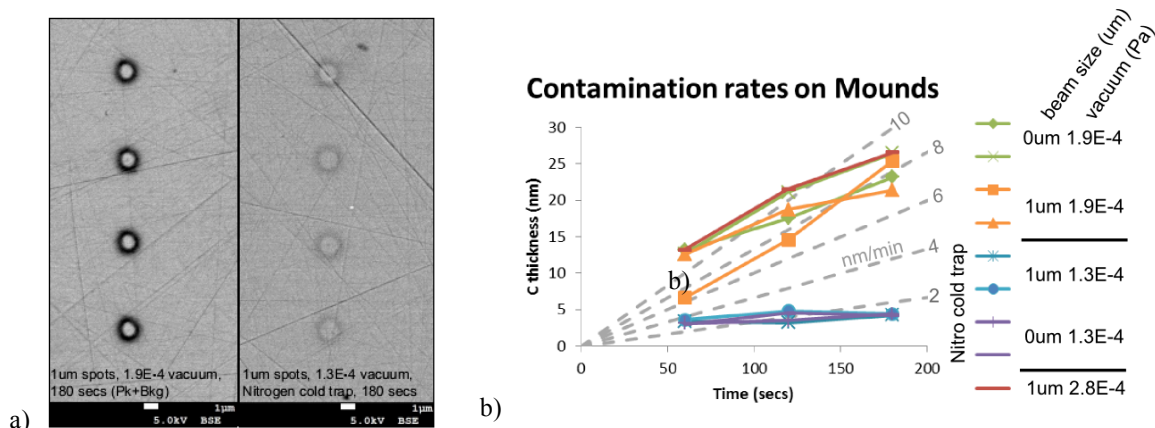 1um spots, 1.9E-4 vacuum,
180 secs (Pk+Bkg)
1μm
5.0kV BSE
1um spots, 1.3E-4 vacuum,
Nitrogen cold trap, 180 secs
1μm
5.0kV BSE
a)
Contamination rates on Mounds
C thickness (nm)
30
25
20
15
10
5
0
0
50
100
150
200
Time (secs)
b)
nm/min
10
8
6
4
2
beam size (um)
vacuum (Pa)
0um 1.9E-4
1um 1.9E-4
Nitro cold trap
1um 1.3E-4
0um 1.3E-4
1um 2.8E-4
b)